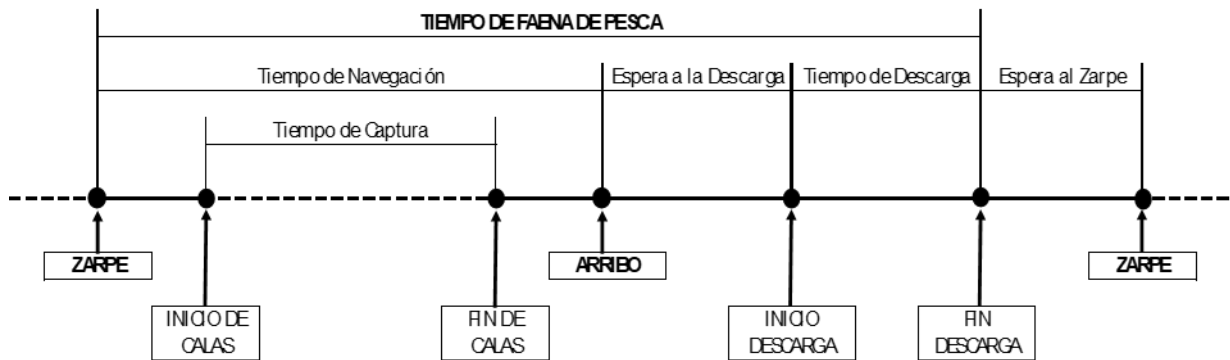 TIEMPO DE FAENA DE PESCA
Tiempo de Navegación
Espera a la Descarga
Tiempo de Descarga
Espera al Zarpe
Tiempo de Captura
ZARPE
ARRIBO
ZARPE
INICIO DE
CALAS
FIN DE
CALAS
INICIO
DESCARGA
FIN
DESCARGA